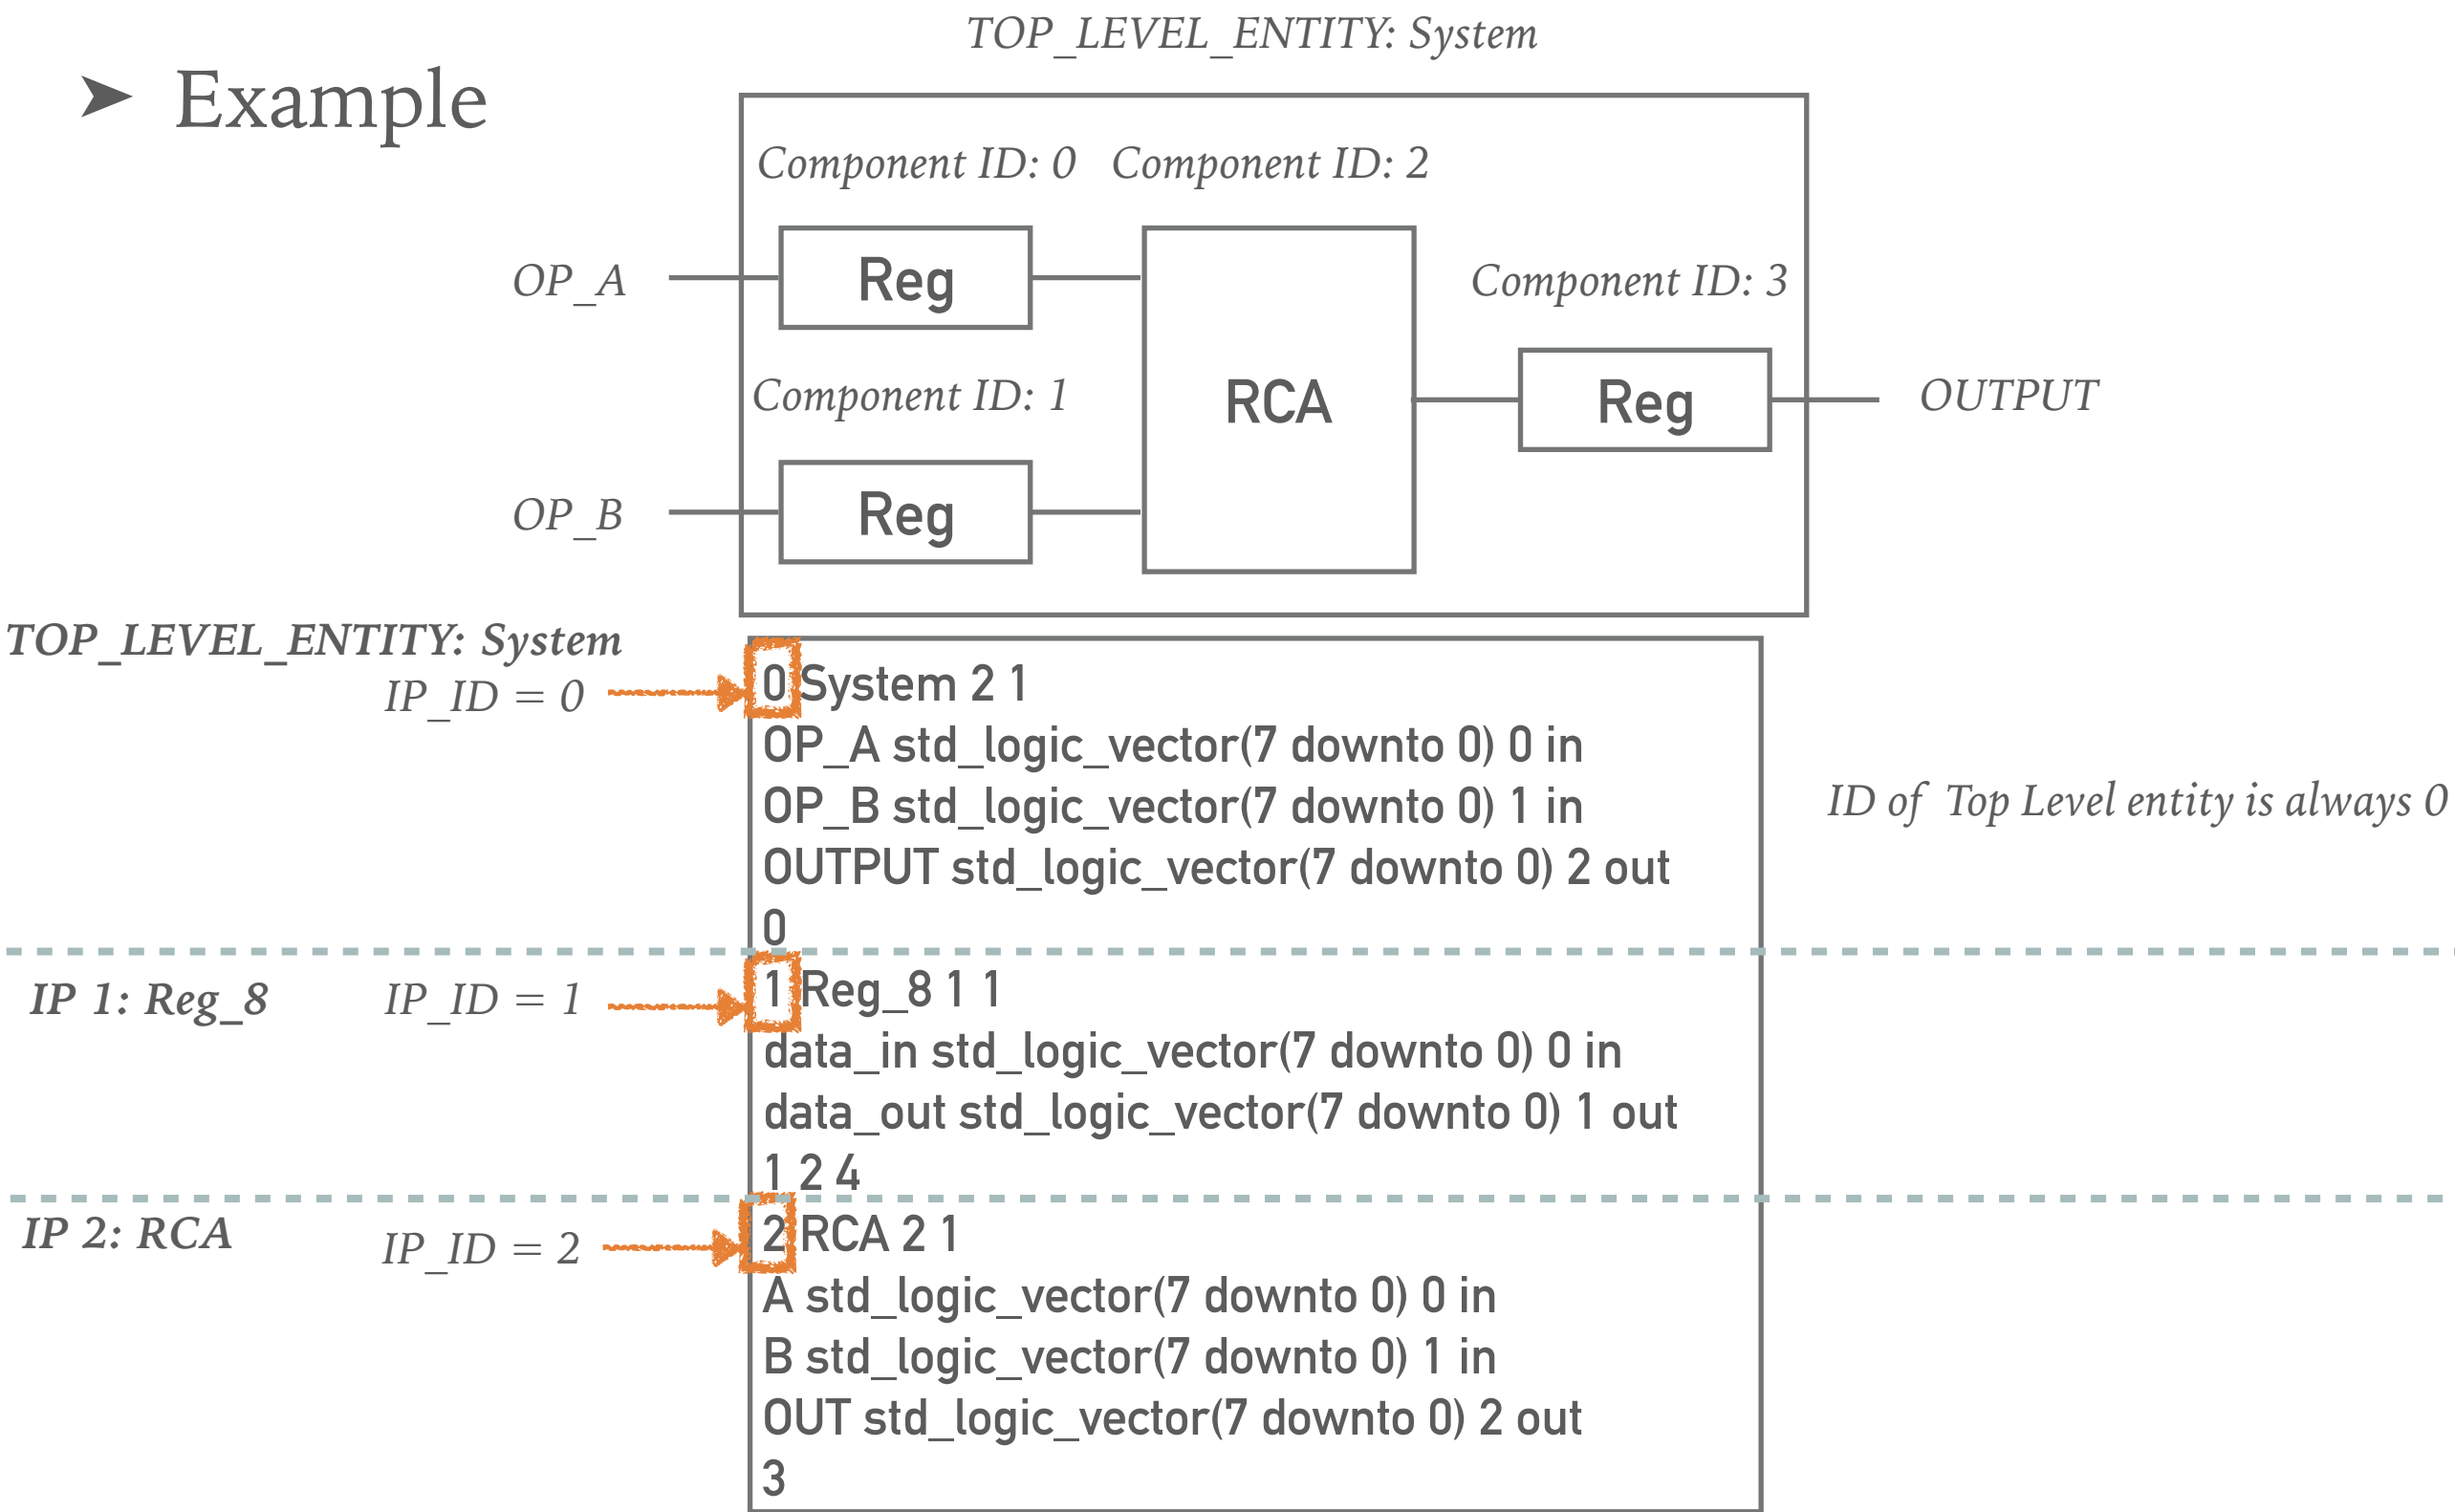 TOP_LEVEL_ENTITY: System
➤ Example
Component ID: 0
Component ID: 2
OP_A
Reg
Component ID: 3
Component ID: 1
RCA
Reg
OUTPUT
OP_B
Reg
TOP_LEVEL_ENTITY: System
IP_ID = 0
0 System 2 1
OP_A std_logic_vector(7 downto 0) 0 in
OP_B std_logic_vector(7 downto 0) 1 in
ID of Top Level entity is always 0
OUTPUT std_logic_vector(7 downto 0) 2 out
0
IP 1: Reg_8
IP_ID = 1
1 Reg_8 1 1
data_in std_logic_vector(7 downto 0) 0 in
data_out std_logic_vector(7 downto 0) 1 out
1 2 4
IP 2: RCA
IP_ID = 2
2 RCA 2 1
A std_logic_vector(7 downto 0) 0 in
B std_logic_vector(7 downto 0) 1 in
OUT std_logic_vector(7 downto 0) 2 out
3